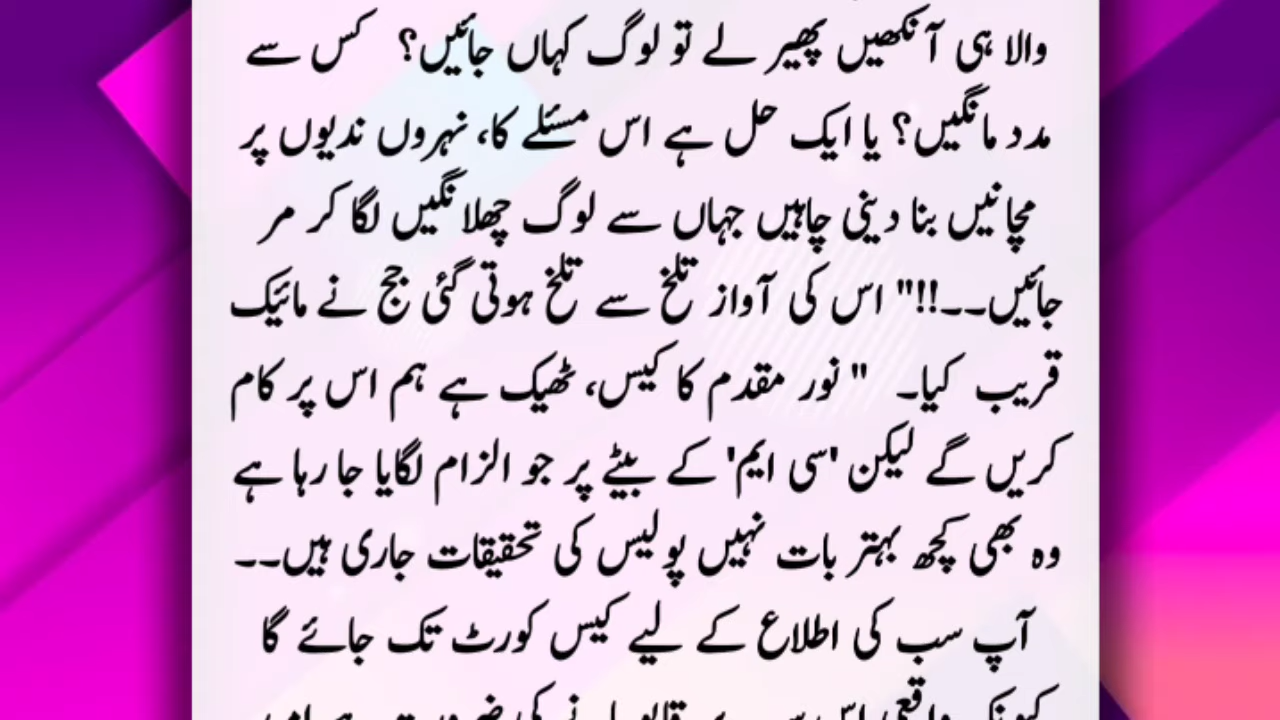 والا ہی آنکھیں پھیر لے تو لوگ کہاں جائیں؟ کس سے
مدد مانگیں؟ یا ایک حل ہے اس مسئلے کا، نہروں ندیوں پر
مچانیں بنا دینی چاہیں جہاں سے لوگ چھلانگیں لگا کر مر
جائیں۔۔!!" اس کی آواز تلخ سے تلخ ہوتی گئی جج نے مائیک
قریب کیا۔ " نور مقدم کا کیس، ٹھیک ہے ہم اس پر کام
کریں گے لیکن 'سی ایم' کے بیٹے پر جو الزام لگایا جا رہا ہے
وہ بھی کچھ بہتر بات نہیں پولیس کی تحقیقات جاری ہیں۔۔
آپ سب کی اطلاع کے لیے کیس کورٹ تک جائے گا